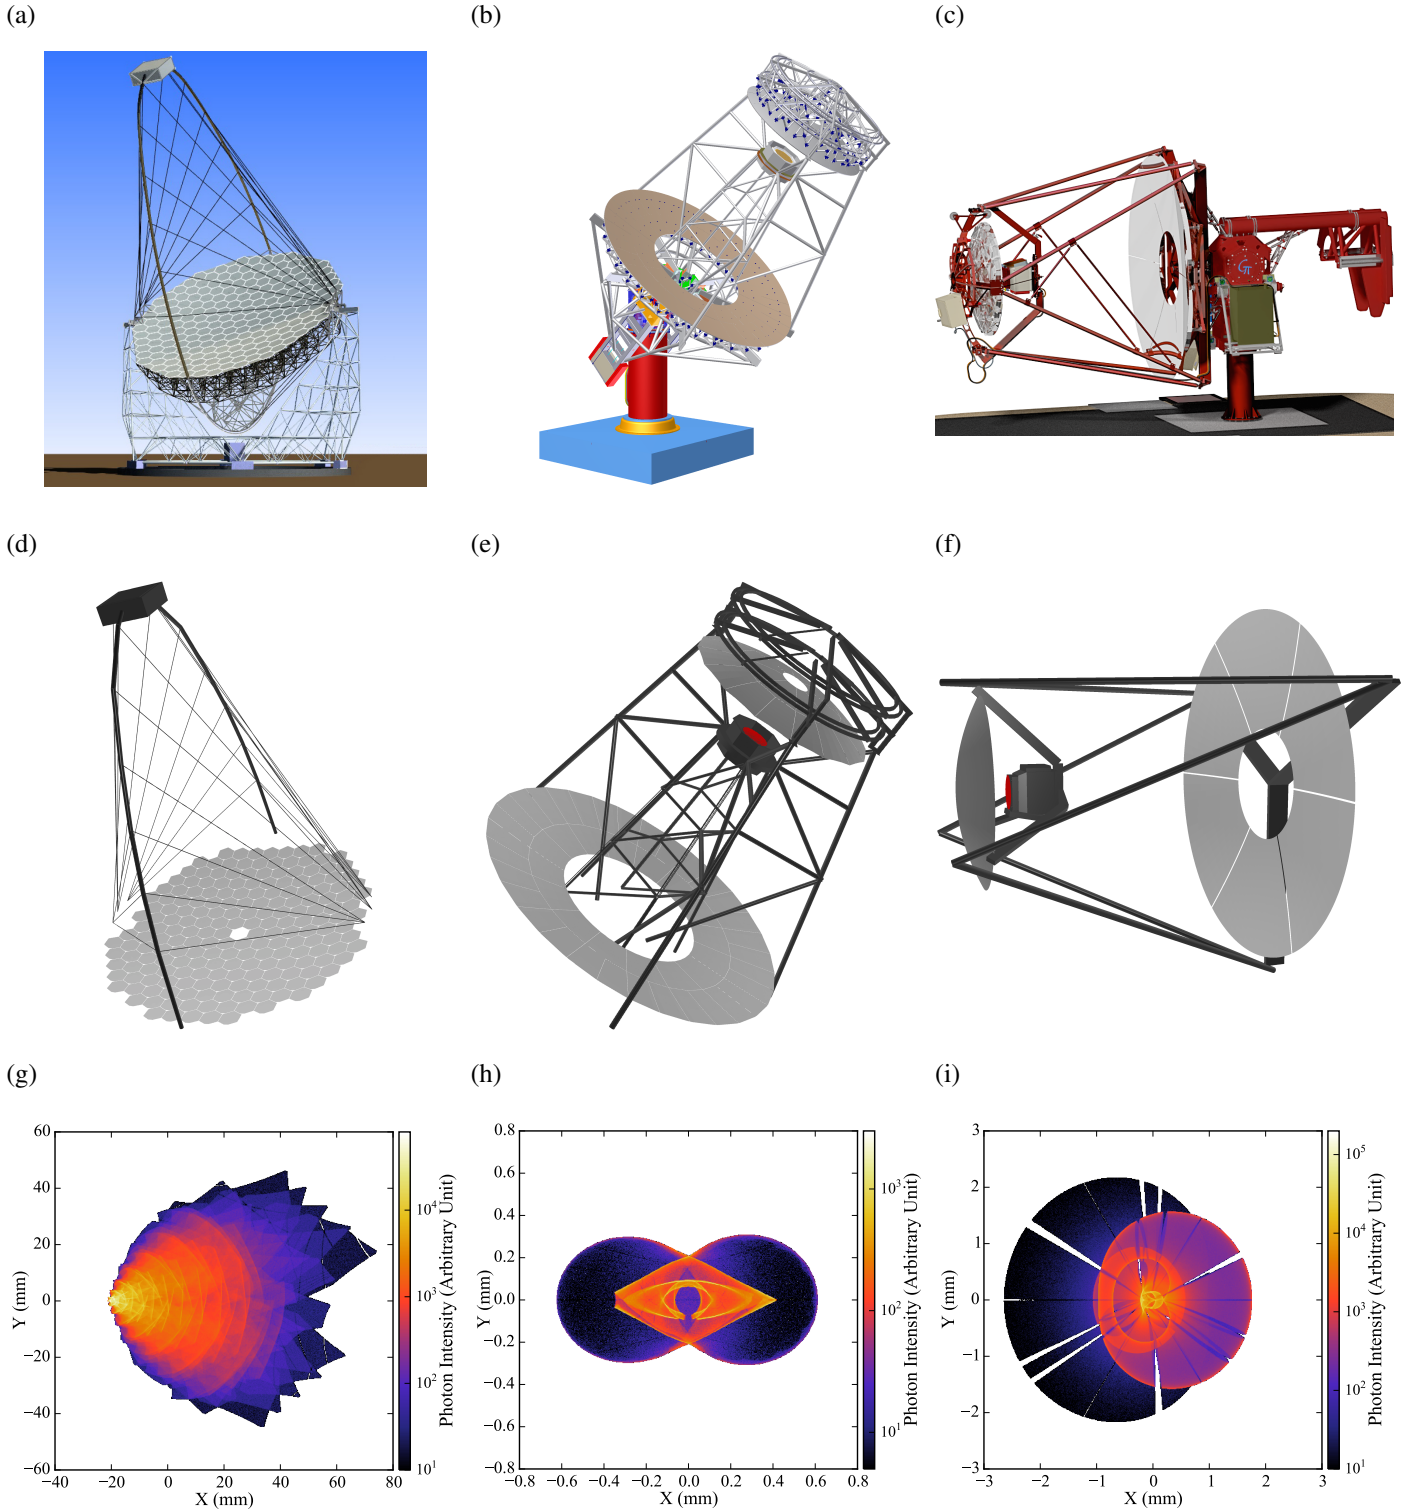 (a)
(b)
(c)
GT
(d)
(e)
(f)
(g)
(h)
(i)
60
40
20
0
−20
−40
−60
Y (mm)
−40 −20 0 20 40 60 80
X (mm)
10^4
10^3
10^2
10^1
Photon Intensity (Arbitrary Unit)
0.8
0.6
0.4
0.2
0.0
−0.2
−0.4
−0.6
−0.8
Y (mm)
−0.8 −0.6 −0.4 −0.2 0.0 0.2 0.4 0.6 0.8
X (mm)
10^3
10^2
10^1
Photon Intensity (Arbitrary Unit)
3
2
1
0
−1
−2
−3
Y (mm)
−3 −2 −1 0 1 2 3
X (mm)
10^5
10^4
10^3
10^2
10^1
Photon Intensity (Arbitrary Unit)